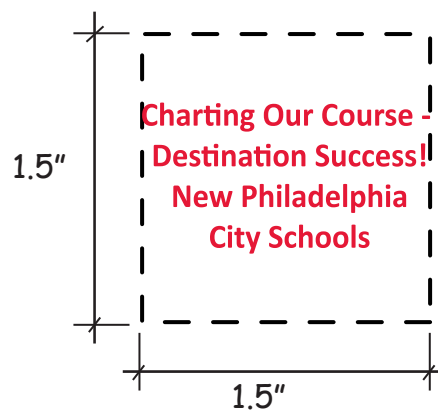 Charting Our Course -
Destination Success!
New Philadelphia
City Schools
1.5"
1.5"